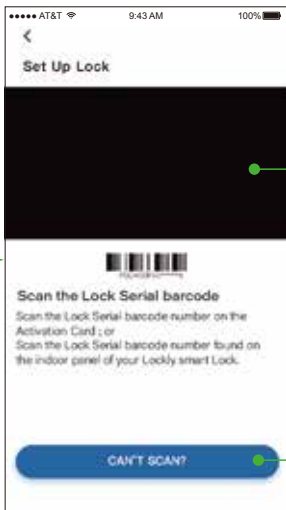 AT&T 9:43 AM 100%
Set Up Lock
Scan the Lock Serial barcode
Scan the Lock Serial barcode number on the
Activation Card ; or
Scan the Lock Serial barcode number found on
the indoor panel of your Lockly smart Lock.
CAN'T SCAN?